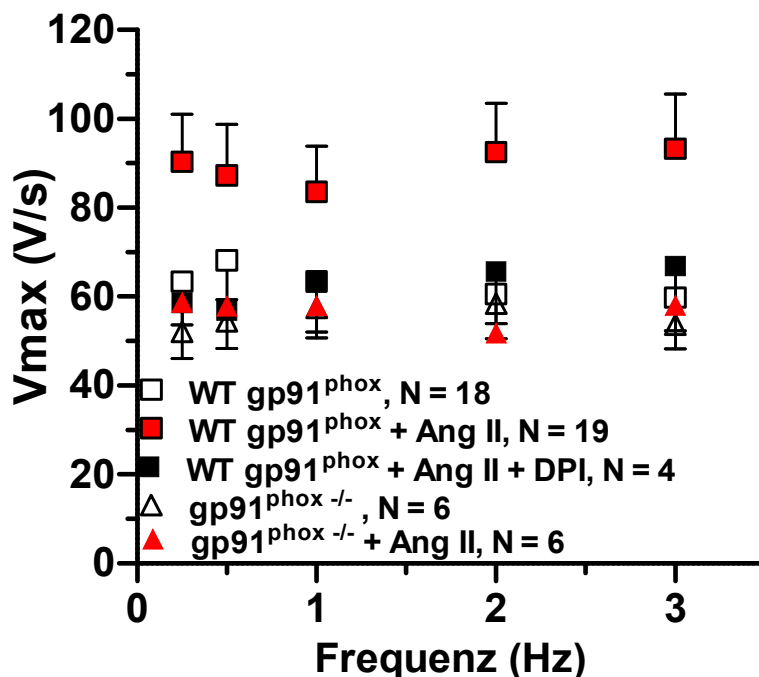 120
100
80
60
40
20
0
Vmax (V/s)
WT gp91phox, N = 18
WT gp91phox + Ang II, N = 19
WT gp91phox + Ang II + DPI, N = 4
gp91phox -/- , N = 6
gp91phox -/- + Ang II, N = 6
0 1 2 3
Frequenz (Hz)